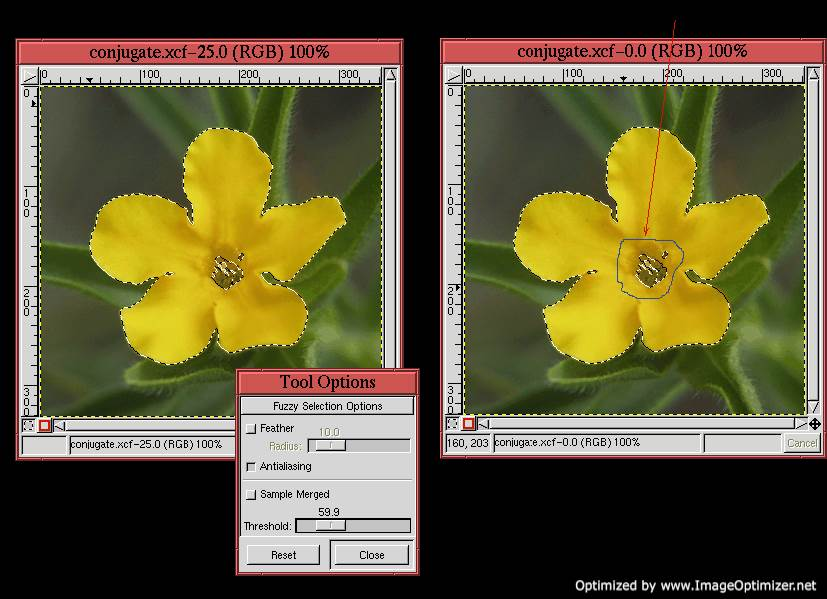 conjugate.xcf-25.0 (RGB) 100%
0 100 200 300
0
100
200
300
conjugate.xcf-25.0 (RGB) 100%
conjugate.xcf-0.0 (RGB) 100%
0 100 200 300
0
100
200
300
160, 203 conjugate.xcf-0.0 (RGB) 100% Cancel
Tool Options
Fuzzy Selection Options
Feather
10.0
Radius:
Antialiasing
Sample Merged
59.9
Threshold:
Reset Close
Optimized by www.ImageOptimizer.net